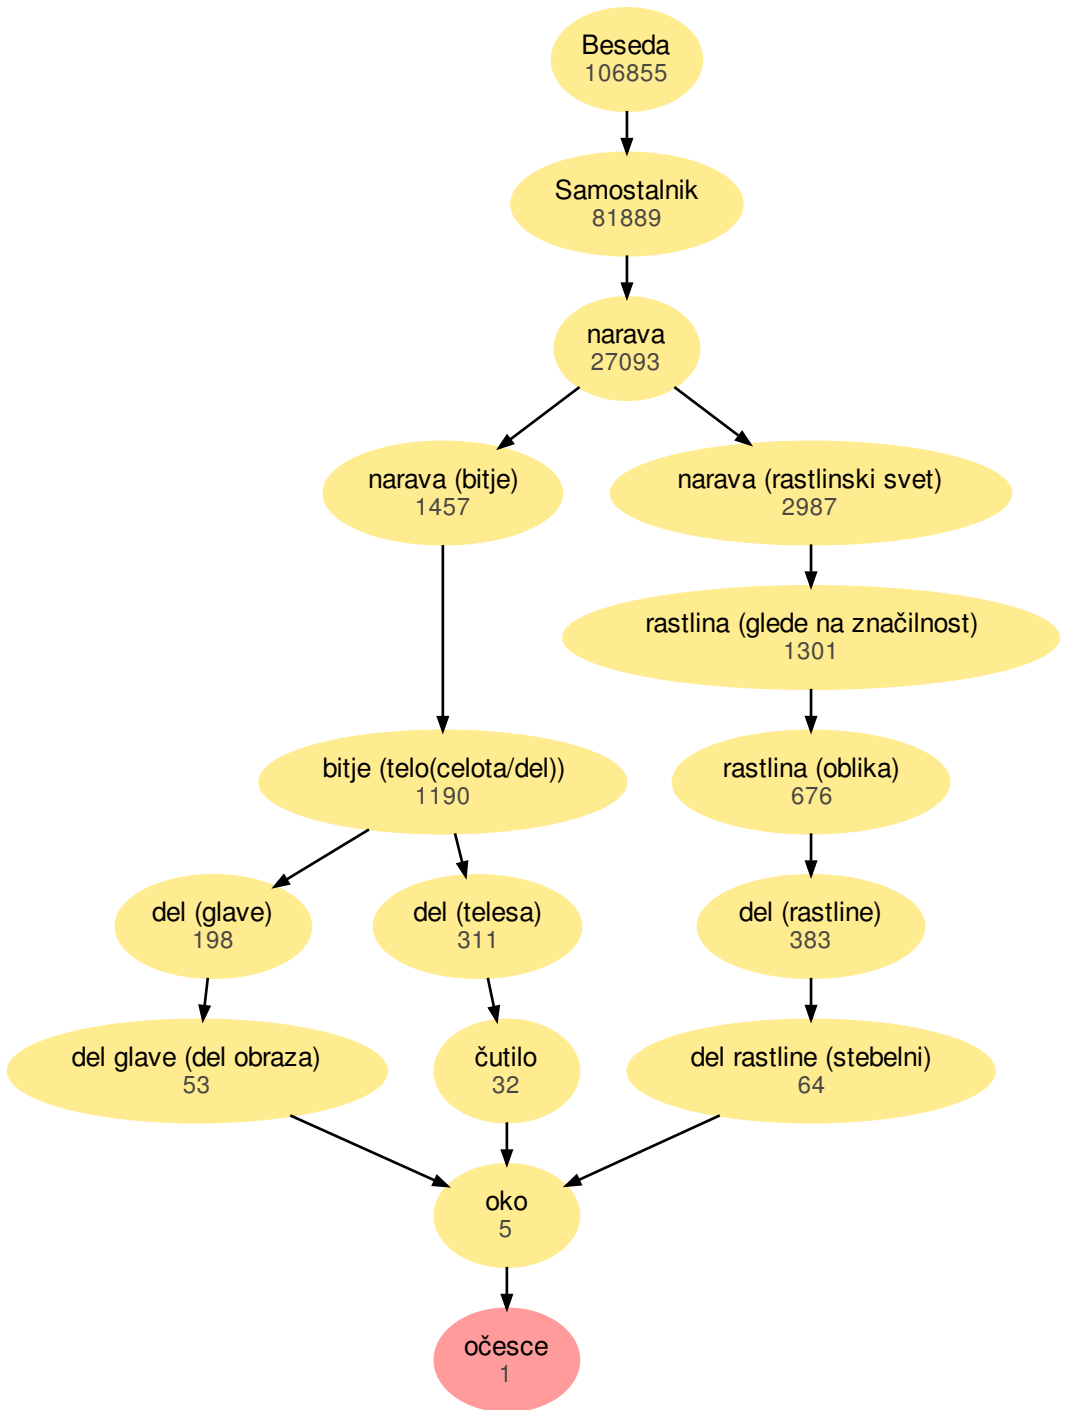 Beseda
106855
Samostalnik
81889
narava
27093
narava (bitje)
1457
narava (rastlinski svet)
2987
rastlina (glede na značilnost)
1301
bitje (telo(celota/del))
1190
rastlina (oblika)
676
del (glave)
198
del (telesa)
311
del (rastline)
383
del glave (del obraza)
53
čutilo
32
del rastline (stebelni)
64
oko
5
očesce
1